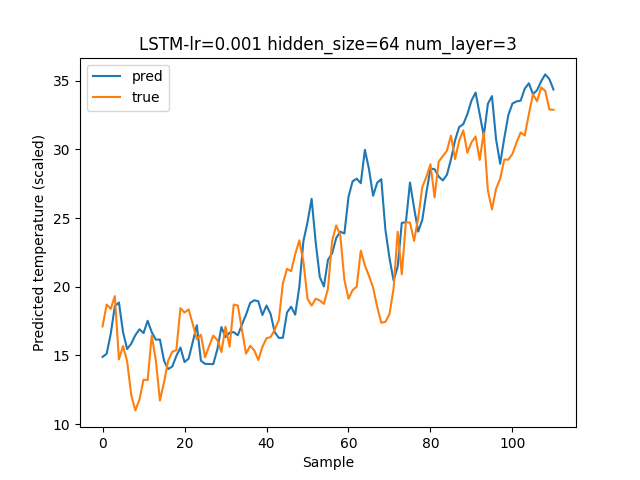 LSTM-lr=0.001 hidden_size=64 num_layer=3
pred
true
Predicted temperature (scaled)
35
30
25
20
15
10
0
20
40
60
80
100
Sample